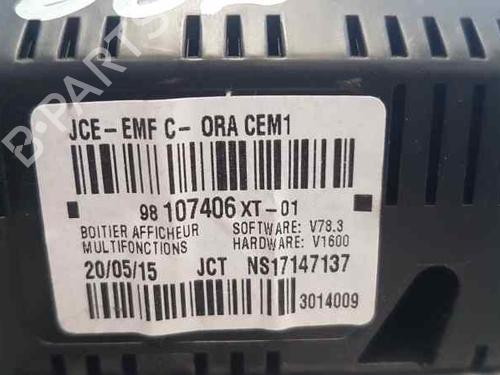 JCE-EMF C- ORA CEM1
98 107406 XT-01
BOITIER AFFICHEUR SOFTWARE: V78.3
MULTIFONCTIONS HARDWARE: V1600
20/05/15 JCT NS17147137
3014009
B-PARTS